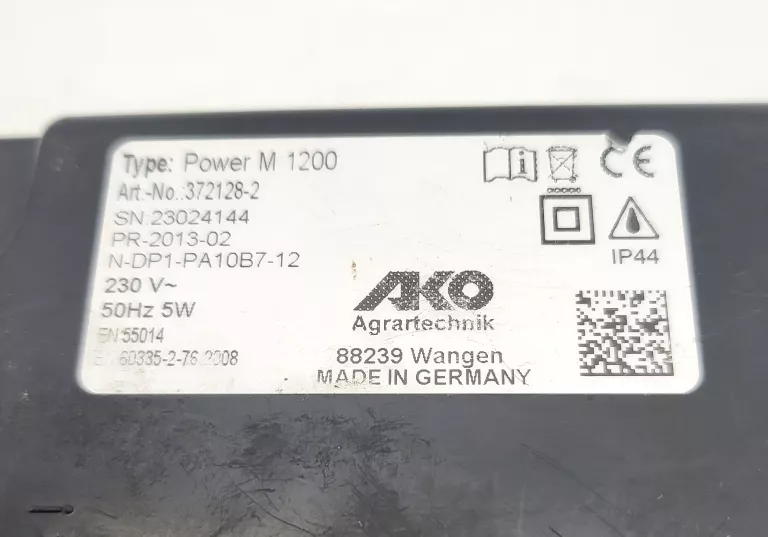 Type: Power M 1200
Art.-No.:372128-2
SN:23024144
PR-2013-02
N-DP1-PA10B7-12
230 V~
50Hz 5W
EN 55014
60335-2-76:2008
CE
IP44
AKO
Agrartechnik
88239 Wangen
MADE IN GERMANY